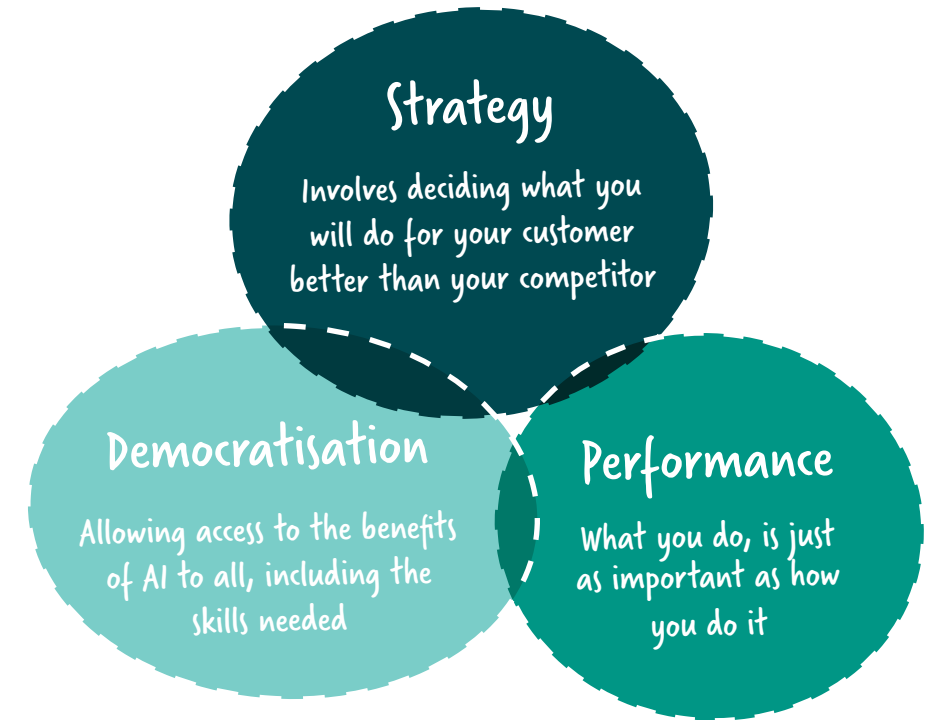 Strategy
Involves deciding what you
will do for your customer
better than your competitor
Democratisation
Allowing access to the benefits
of AI to all, including the
skills needed
Performance
What you do, is just
as important as how
you do it